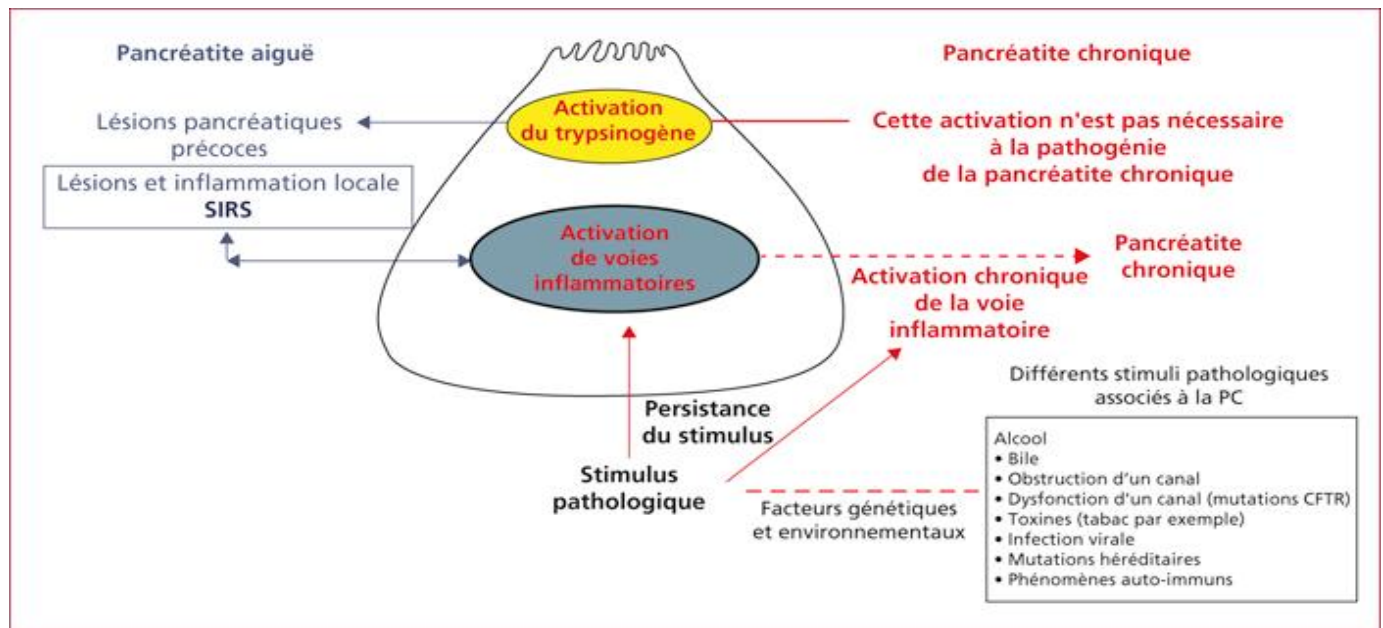 Pancréatite aiguë
Pancréatite chronique
Activation
du trypsinogène
Lésions pancréatiques
précoces
Cette activation n'est pas nécessaire
à la pathogénie
de la pancréatite chronique
Lésions et inflammation locale
SIRS
Activation
de voies
inflammatoires
Pancréatite
chronique
Activation chronique
de la voie
inflammatoire
Persistance
du stimulus
Stimulus
pathologique
Facteurs génétiques
et environnementaux
Différents stimuli pathologiques
associés à la PC
Alcool
• Bile
• Obstruction d'un canal
• Dysfonction d'un canal (mutations CFTR)
• Toxines (tabac par exemple)
• Infection virale
• Mutations héréditaires
• Phénomènes auto-immuns